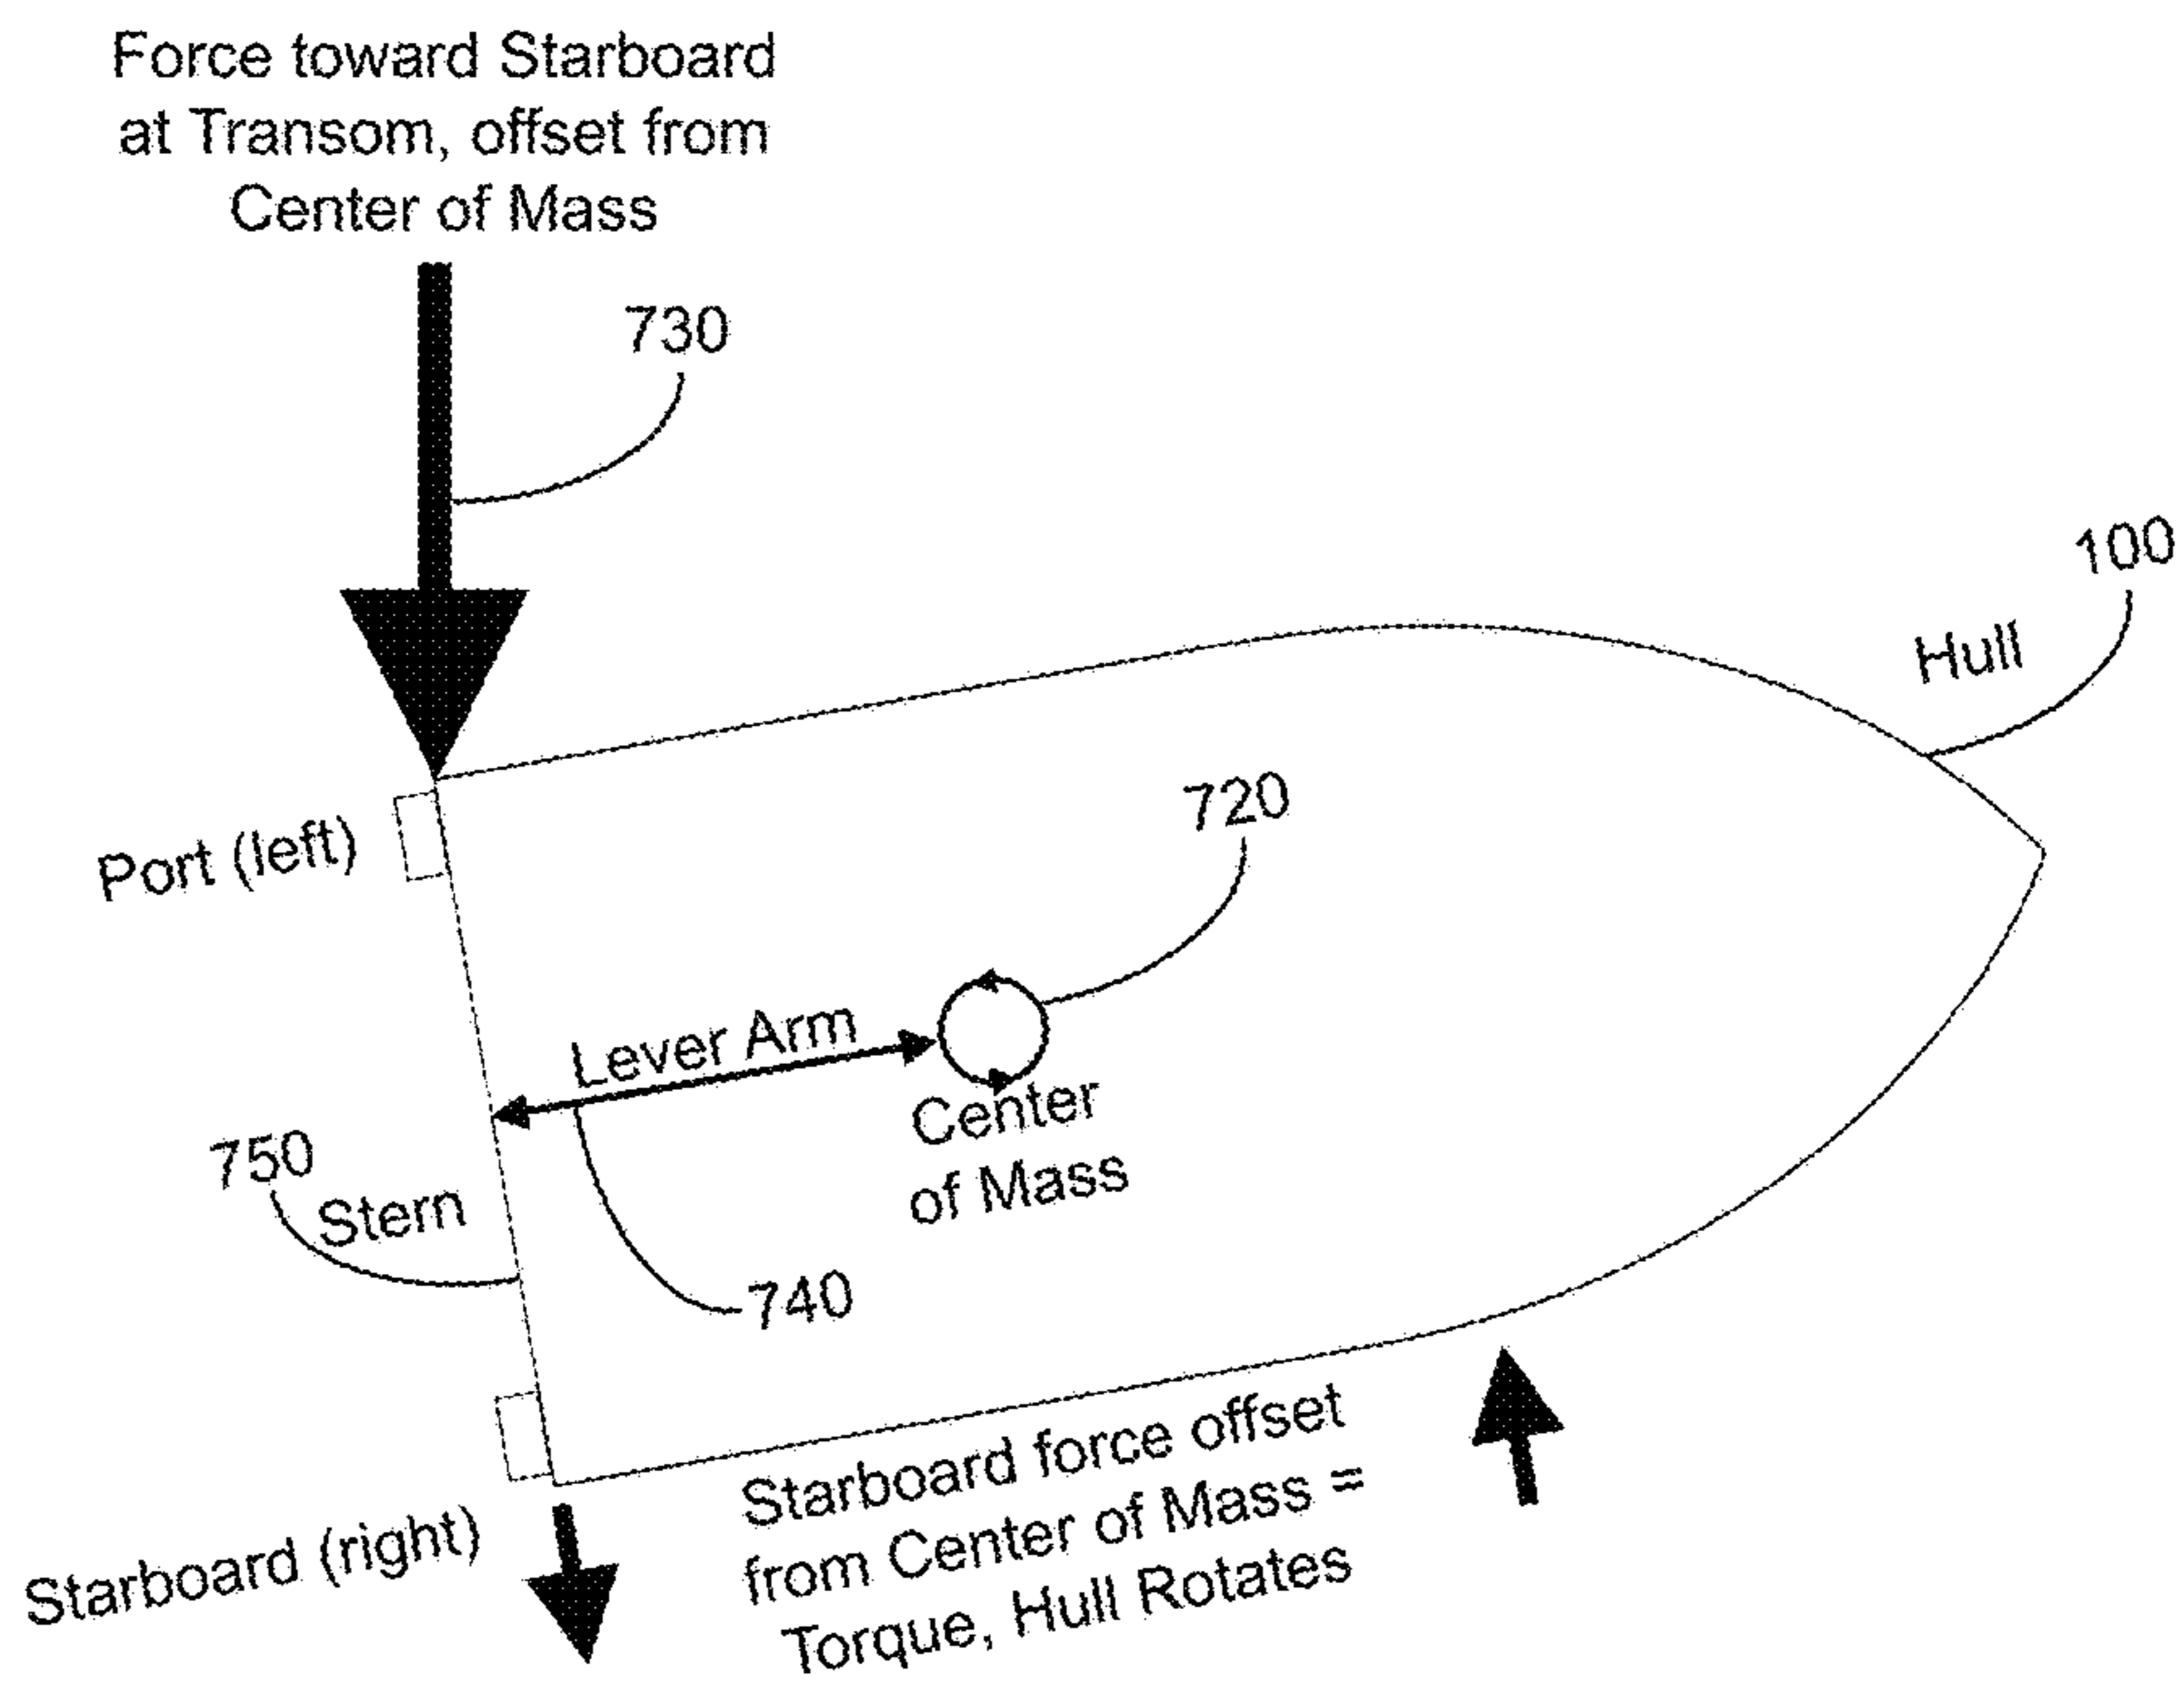 Force toward Starboard
at Transom, offset from
Center of Mass
730
100
Hull
720
Port (left)
Lever Arm
Center
of Mass
750
Stern
740
Starboard force offset
from Center of Mass =
Torque, Hull Rotates
Starboard (right)